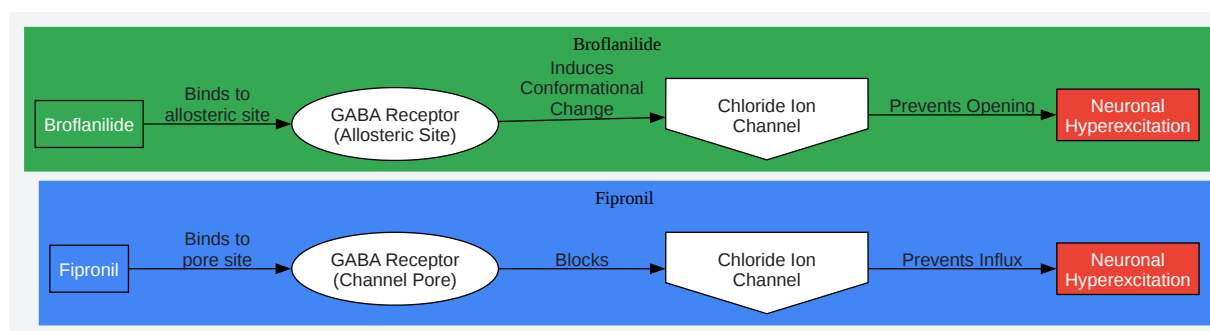 Broflanilide
Broflanilide
Binds to
allosteric site
GABA Receptor
(Allosteric Site)
Induces
Conformational
Change
Chloride Ion
Channel
Prevents Opening
Neuronal
Hyperexcitation
Fipronil
Fipronil
Binds to
pore site
GABA Receptor
(Channel Pore)
Blocks
Chloride Ion
Channel
Prevents Influx
Neuronal
Hyperexcitation